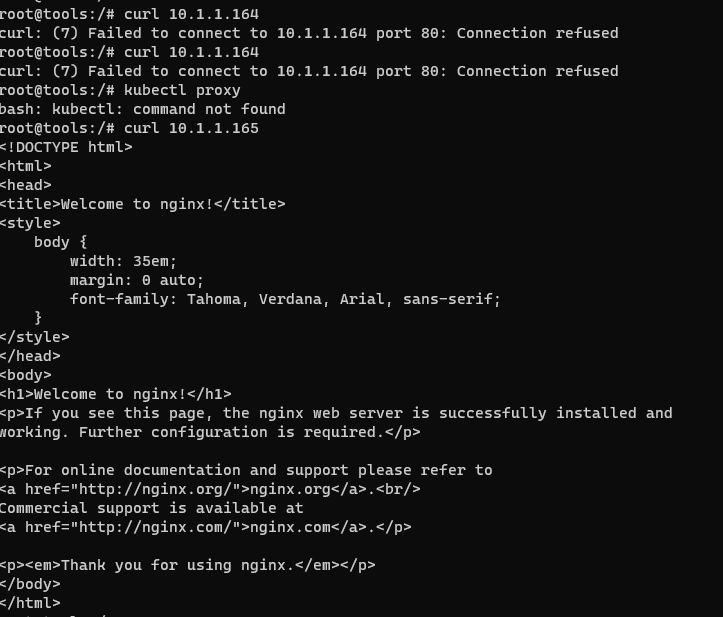 root@tools:/# curl 10.1.1.164
curl: (7) Failed to connect to 10.1.1.164 port 80: Connection refused
root@tools:/# curl 10.1.1.164
curl: (7) Failed to connect to 10.1.1.164 port 80: Connection refused
root@tools:/# kubectl proxy
bash: kubectl: command not found
root@tools:/# curl 10.1.1.165
<!DOCTYPE html>
<html>
<head>
<title>Welcome to nginx!</title>
<style>
    body {
        width: 35em;
        margin: 0 auto;
        font-family: Tahoma, Verdana, Arial, sans-serif;
    }
</style>
</head>
<body>
<h1>Welcome to nginx!</h1>
<p>If you see this page, the nginx web server is successfully installed and
working. Further configuration is required.</p>

<p>For online documentation and support please refer to
<a href="http://nginx.org/">nginx.org</a>.<br/>
Commercial support is available at
<a href="http://nginx.com/">nginx.com</a>.</p>

<p><em>Thank you for using nginx.</em></p>
</body>
</html>